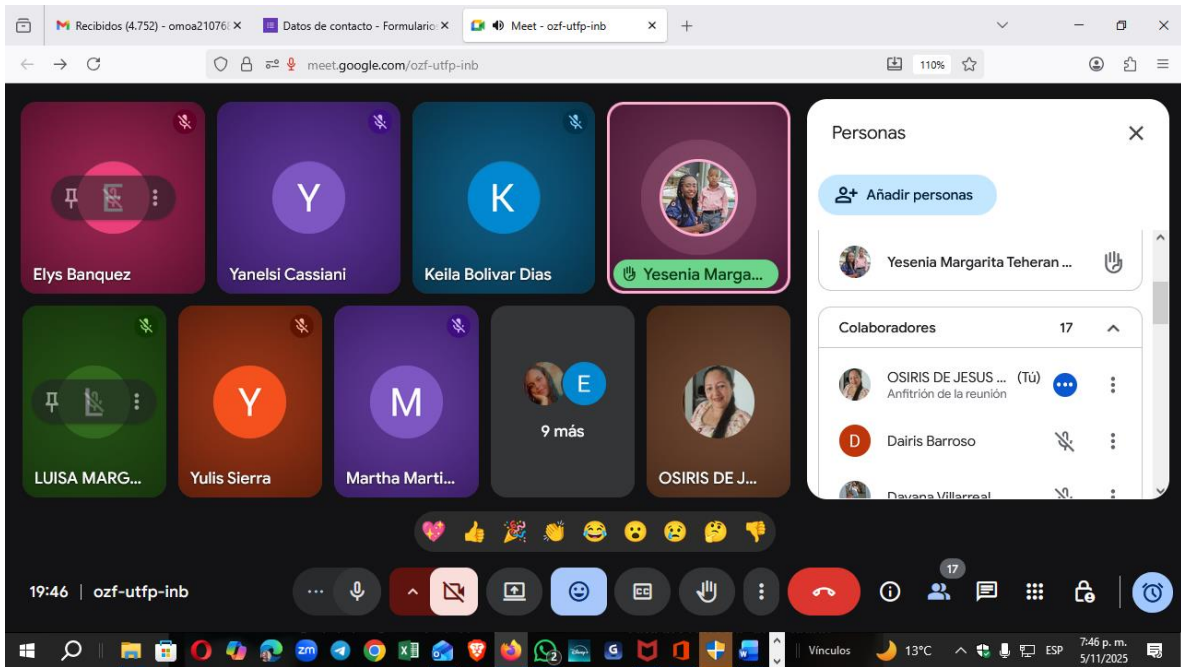 Recibidos (4.752) - omoa21076
Datos de contacto - Formulario
Meet - ozf-utfp-inb
meet.google.com/ozf-utfp-inb
110%
Elys Banquez
Y
Yanelsi Cassiani
K
Keila Bolivar Dias
Yesenia Marga...
LUISA MARG...
Y
Yulis Sierra
M
Martha Marti...
E
9 más
OSIRIS DE J...
Personas
Añadir personas
Yesenia Margarita Teheran ...
Colaboradores 17
OSIRIS DE JESUS ... (Tú)
Anfitrión de la reunión
D
Dairis Barroso
Dayana Villarreal
19:46 | ozf-utfp-inb
CC
17
zm
2
Vínculos
13°C
ESP
7:46 p. m.
5/11/2025